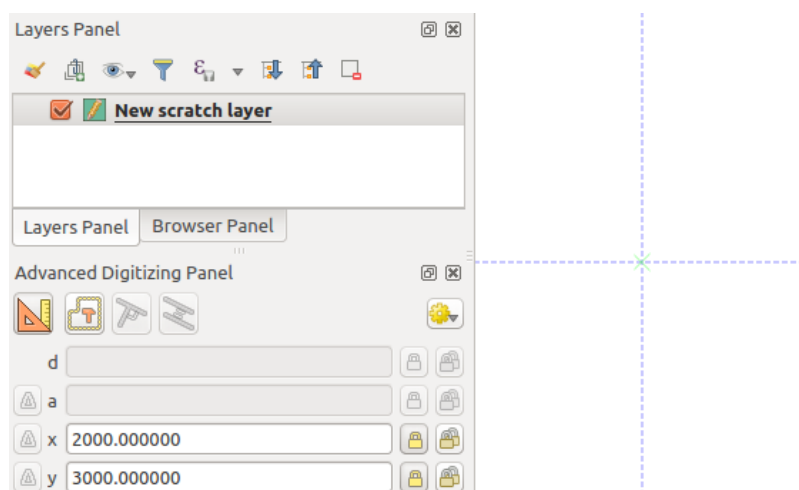 Layers Panel
New scratch layer
Layers Panel Browser Panel
Advanced Digitizing Panel
d
a
x 2000.000000
y 3000.000000